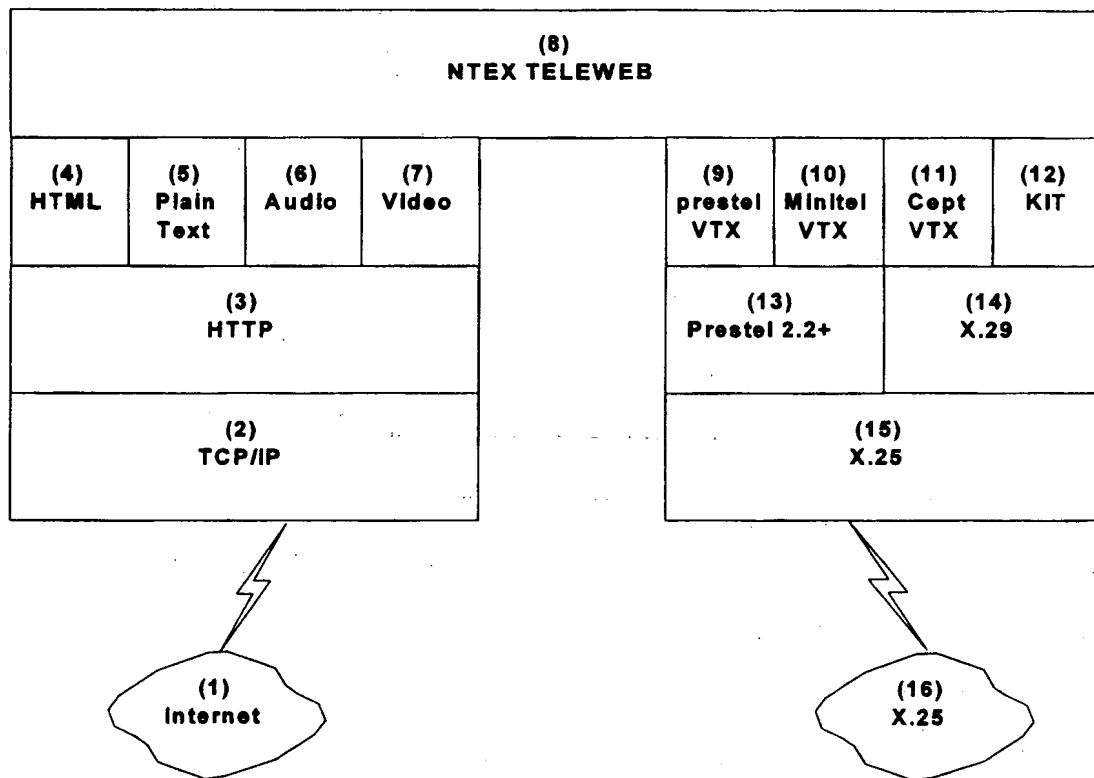 (8)
NTEX TELEWEB
(4)
HTML
(5)
Plain
Text
(6)
Audio
(7)
Video
(9)
prestel
VTX
(10)
Minitel
VTX
(11)
Cept
VTX
(12)
KIT
(3)
HTTP
(13)
Prestel 2.2+
(14)
X.29
(2)
TCP/IP
(15)
X.25
(1)
Internet
(16)
X.25